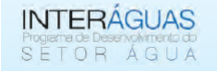 INTERÁGUAS
Programa de Desenvolvimento do
SETOR ÁGUA